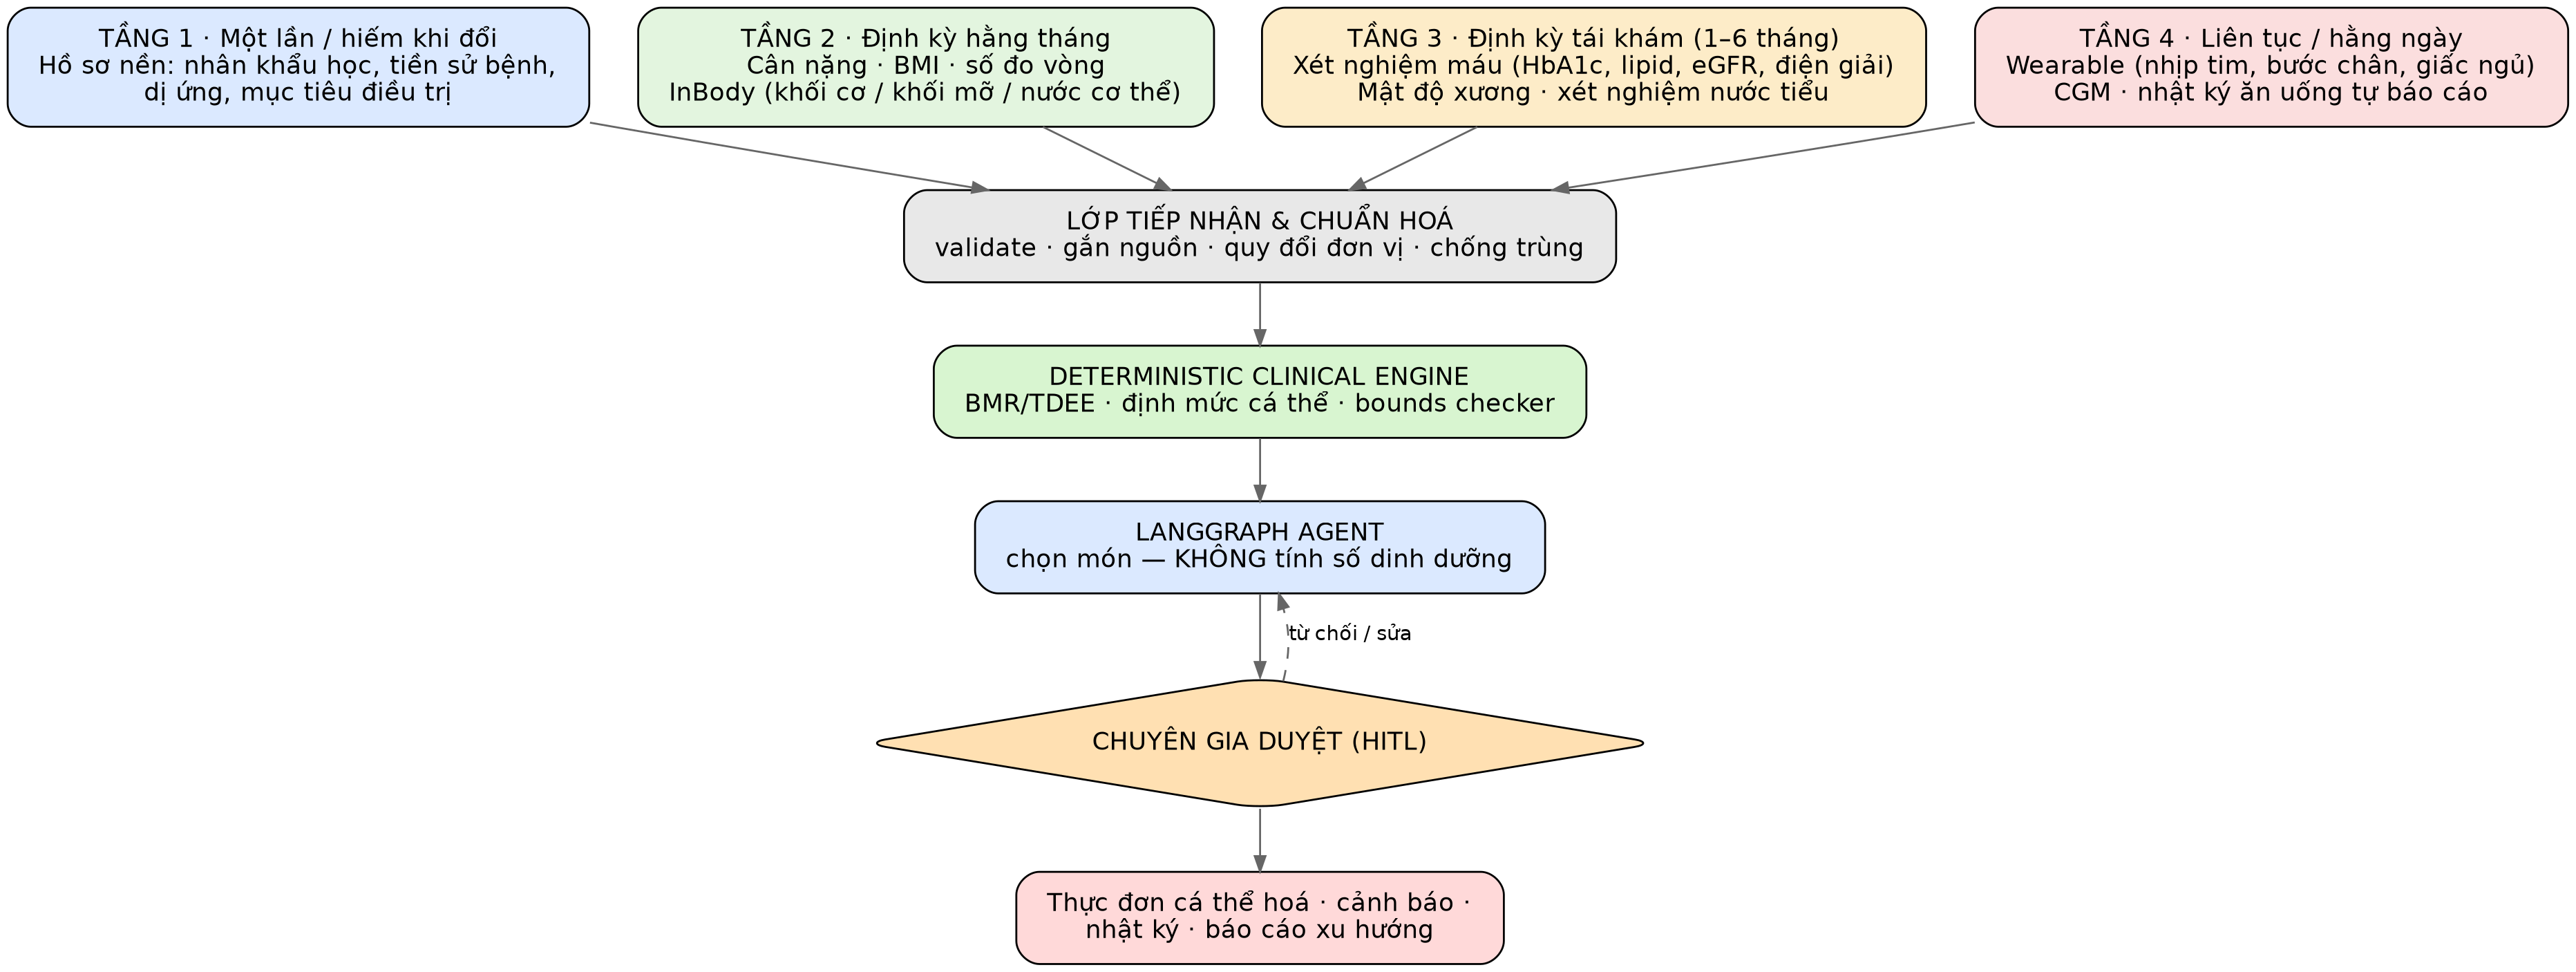 TẦNG 1 · Một lần / hiếm khi đổi
Hồ sơ nền: nhân khẩu học, tiền sử bệnh,
dị ứng, mục tiêu điều trị
TẦNG 2 · Định kỳ hằng tháng
Cân nặng · BMI · số đo vòng
InBody (khối cơ / khối mỡ / nước cơ thể)
TẦNG 3 · Định kỳ tái khám (1–6 tháng)
Xét nghiệm máu (HbA1c, lipid, eGFR, điện giải)
Mật độ xương · xét nghiệm nước tiểu
TẦNG 4 · Liên tục / hằng ngày
Wearable (nhịp tim, bước chân, giấc ngủ)
CGM · nhật ký ăn uống tự báo cáo
LỚP TIẾP NHẬN & CHUẨN HOÁ
validate · gắn nguồn · quy đổi đơn vị · chống trùng
DETERMINISTIC CLINICAL ENGINE
BMR/TDEE · định mức cá thể · bounds checker
LANGGRAPH AGENT
chọn món — KHÔNG tính số dinh dưỡng
từ chối / sửa
CHUYÊN GIA DUYỆT (HITL)
Thực đơn cá thể hoá · cảnh báo ·
nhật ký · báo cáo xu hướng